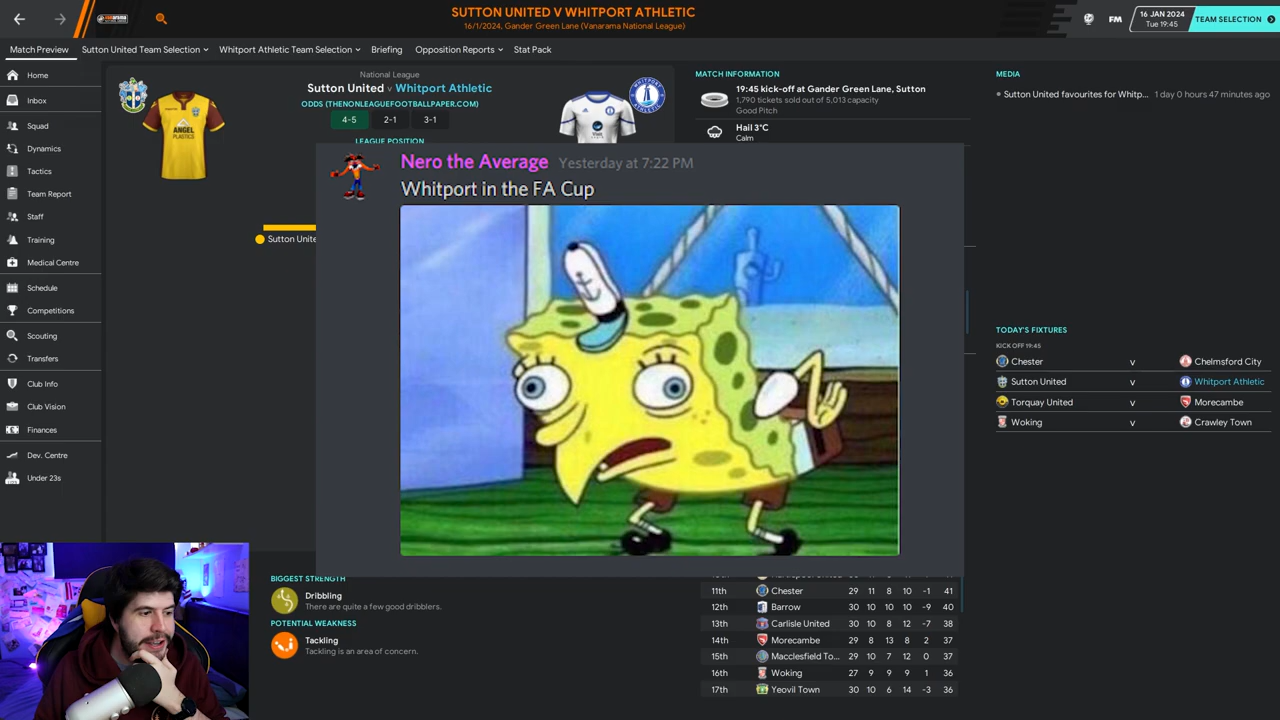 SUTTON UNITED V WHITPORT ATHLETIC
16/1/2024, Gander Green Lane (Vanarama National League)
FM
16 JAN 2024
Tue 19:45
TEAM SELECTION
Match Preview
Sutton United Team Selection
Whitport Athletic Team Selection
Briefing
Opposition Reports
Stat Pack
Home
Inbox
Squad
Dynamics
Tactics
Team Report
Staff
Training
Medical Centre
Schedule
Competitions
Scouting
Transfers
Club Info
Club Vision
Finances
Dev. Centre
Under 23s
National League
Sutton United v Whitport Athletic
ODDS (THENONLEAGUEFOOTBALLPAPER.COM)
4-5 2-1 3-1
LEAGUE POSITION
ANGEL
PLASTICS
Sutton Unite
MATCH INFORMATION
19:45 kick-off at Gander Green Lane, Sutton
1,790 tickets sold out of 5,013 capacity
Good Pitch
Hail 3°C
Calm
MEDIA
Sutton United favourites for Whitp... 1 day 0 hours 47 minutes ago
Nero the Average Yesterday at 7:22 PM
Whitport in the FA Cup
TODAY'S FIXTURES
KICK OFF 19:45
Chester v Chelmsford City
Sutton United v Whitport Athletic
Torquay United v Morecambe
Woking v Crawley Town
BIGGEST STRENGTH
Dribbling
There are quite a few good dribblers.
POTENTIAL WEAKNESS
Tackling
Tackling is an area of concern.
11th Chester 29 11 8 10 -1 41
12th Barrow 30 10 10 10 -9 40
13th Carlisle United 30 10 8 12 -7 38
14th Morecambe 29 8 13 8 2 37
15th Macclesfield To... 29 10 7 12 0 37
16th Woking 27 9 9 9 1 36
17th Yeovil Town 30 10 6 14 -3 36